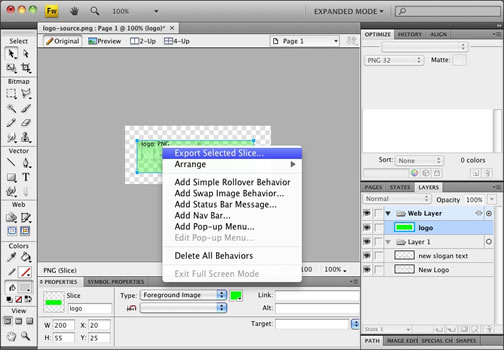 Fw 100% EXPANDED MODE
logo-source.png : Page 1 @ 100% (logo)*
Original Preview 2-Up 4-Up Page 1
Select
Bitmap
Vector
Web
Colors
View
logo: PNG
Export Selected Slice...
Arrange
Add Simple Rollover Behavior
Add Swap Image Behavior...
Add Status Bar Message...
Add Nav Bar...
Add Pop-up Menu...
Edit Pop-up Menu...
Delete All Behaviors
Exit Full Screen Mode
OPTIMIZE HISTORY ALIGN
PNG 32 Matte:
Sort: None 0 colors
PAGES STATES LAYERS
Normal Opacity 100%
Web Layer
logo
Layer 1
new slogan text
New Logo
State 1
PATH IMAGE EDIT SPECIAL CH SHAPES
PNG (Slice) 100 100%
PROPERTIES SYMBOL PROPERTIES
Slice Type: Foreground Image Link:
logo Alt:
Target:
W 200 X 20
H 55 Y 25